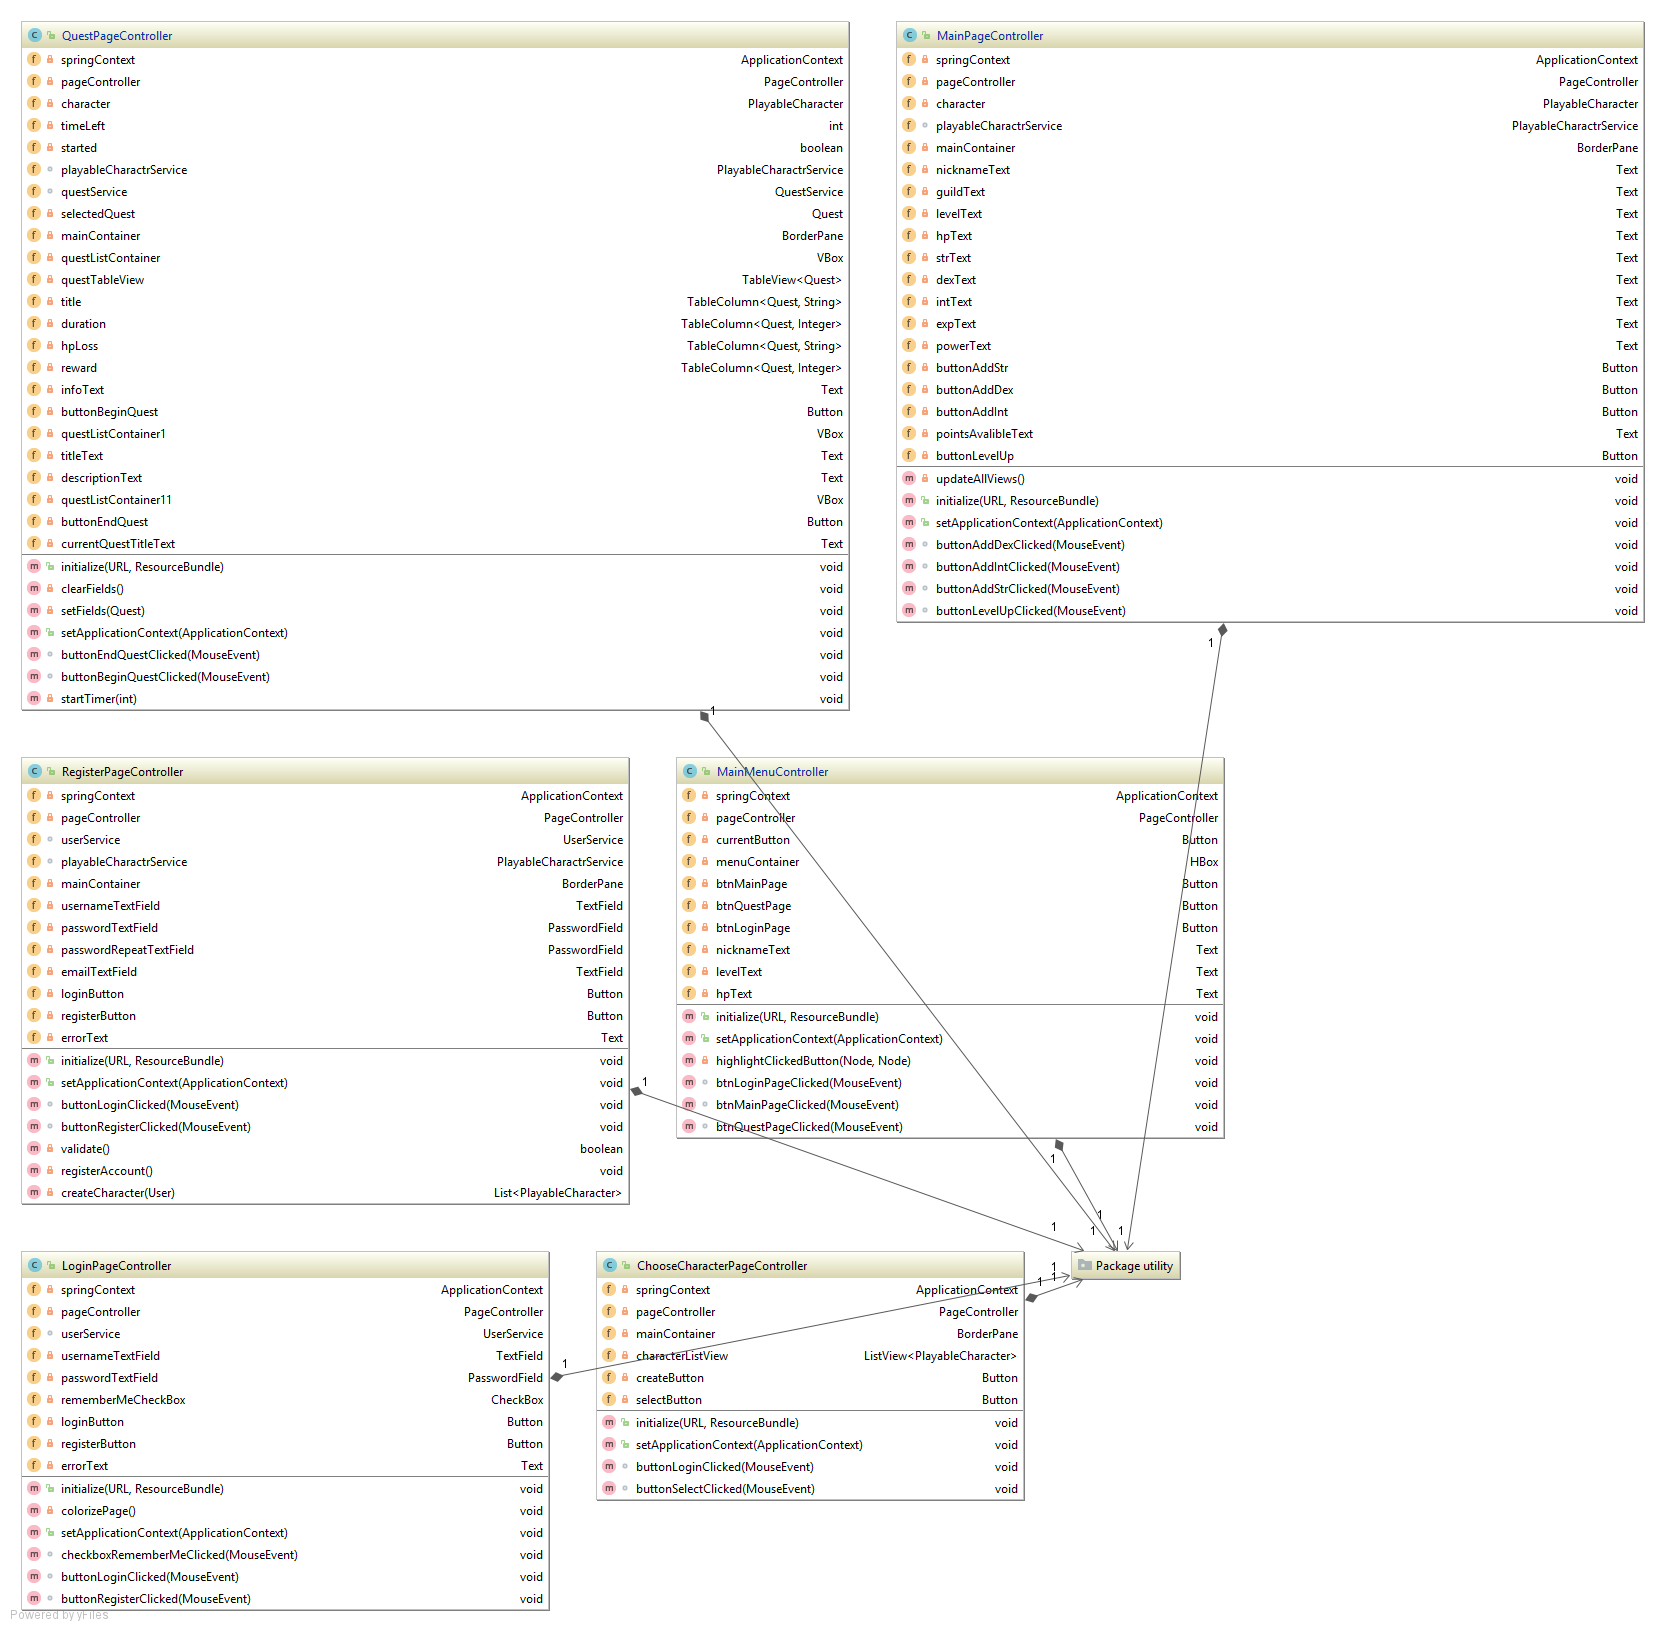 QuestPageController
springContext ApplicationContext
pageController PageController
character PlayableCharacter
timeLeft int
started boolean
playableCharactrService PlayableCharactrService
questService QuestService
selectedQuest Quest
mainContainer BorderPane
questListContainer VBox
questTableView TableView<Quest>
title TableColumn<Quest, String>
duration TableColumn<Quest, Integer>
hpLoss TableColumn<Quest, String>
reward TableColumn<Quest, Integer>
infoText Text
buttonBeginQuest Button
questListContainer1 VBox
titleText Text
descriptionText Text
questListContainer11 VBox
buttonEndQuest Button
currentQuestTitleText Text
initialize(URL, ResourceBundle) void
clearFields() void
setFields(Quest) void
setApplicationContext(ApplicationContext) void
buttonEndQuestClicked(MouseEvent) void
buttonBeginQuestClicked(MouseEvent) void
startTimer(int) void
1
MainPageController
springContext ApplicationContext
pageController PageController
character PlayableCharacter
playableCharactrService PlayableCharactrService
mainContainer BorderPane
nicknameText Text
guildText Text
levelText Text
hpText Text
strText Text
dexText Text
intText Text
expText Text
powerText Text
buttonAddStr Button
buttonAddDex Button
buttonAddInt Button
pointsAvalibleText Text
buttonLevelUp Button
updateAllViews() void
initialize(URL, ResourceBundle) void
setApplicationContext(ApplicationContext) void
buttonAddDexClicked(MouseEvent) void
buttonAddIntClicked(MouseEvent) void
buttonAddStrClicked(MouseEvent) void
buttonLevelUpClicked(MouseEvent) void
1
RegisterPageController
springContext ApplicationContext
pageController PageController
userService UserService
playableCharactrService PlayableCharactrService
mainContainer BorderPane
usernameTextField TextField
passwordTextField PasswordField
passwordRepeatTextField PasswordField
emailTextField TextField
loginButton Button
registerButton Button
errorText Text
initialize(URL, ResourceBundle) void
setApplicationContext(ApplicationContext) void
buttonLoginClicked(MouseEvent) void
buttonRegisterClicked(MouseEvent) void
validate() boolean
registerAccount() void
createCharacter(User) List<PlayableCharacter>
1
MainMenuController
springContext ApplicationContext
pageController PageController
currentButton Button
menuContainer HBox
btnMainPage Button
btnQuestPage Button
btnLoginPage Button
nicknameText Text
levelText Text
hpText Text
initialize(URL, ResourceBundle) void
setApplicationContext(ApplicationContext) void
highlightClickedButton(Node, Node) void
btnLoginPageClicked(MouseEvent) void
btnMainPageClicked(MouseEvent) void
btnQuestPageClicked(MouseEvent) void
1
1
1 1 1
LoginPageController
springContext ApplicationContext
pageController PageController
userService UserService
usernameTextField TextField
passwordTextField PasswordField
rememberMeCheckBox CheckBox
loginButton Button
registerButton Button
errorText Text
initialize(URL, ResourceBundle) void
colorizePage() void
setApplicationContext(ApplicationContext) void
checkboxRememberMeClicked(MouseEvent) void
buttonLoginClicked(MouseEvent) void
buttonRegisterClicked(MouseEvent) void
1
ChooseCharacterPageController
springContext ApplicationContext
pageController PageController
mainContainer BorderPane
characterListView ListView<PlayableCharacter>
createButton Button
selectButton Button
initialize(URL, ResourceBundle) void
setApplicationContext(ApplicationContext) void
buttonLoginClicked(MouseEvent) void
buttonSelectClicked(MouseEvent) void
1
1
1
Package utility
Powered by yFiles